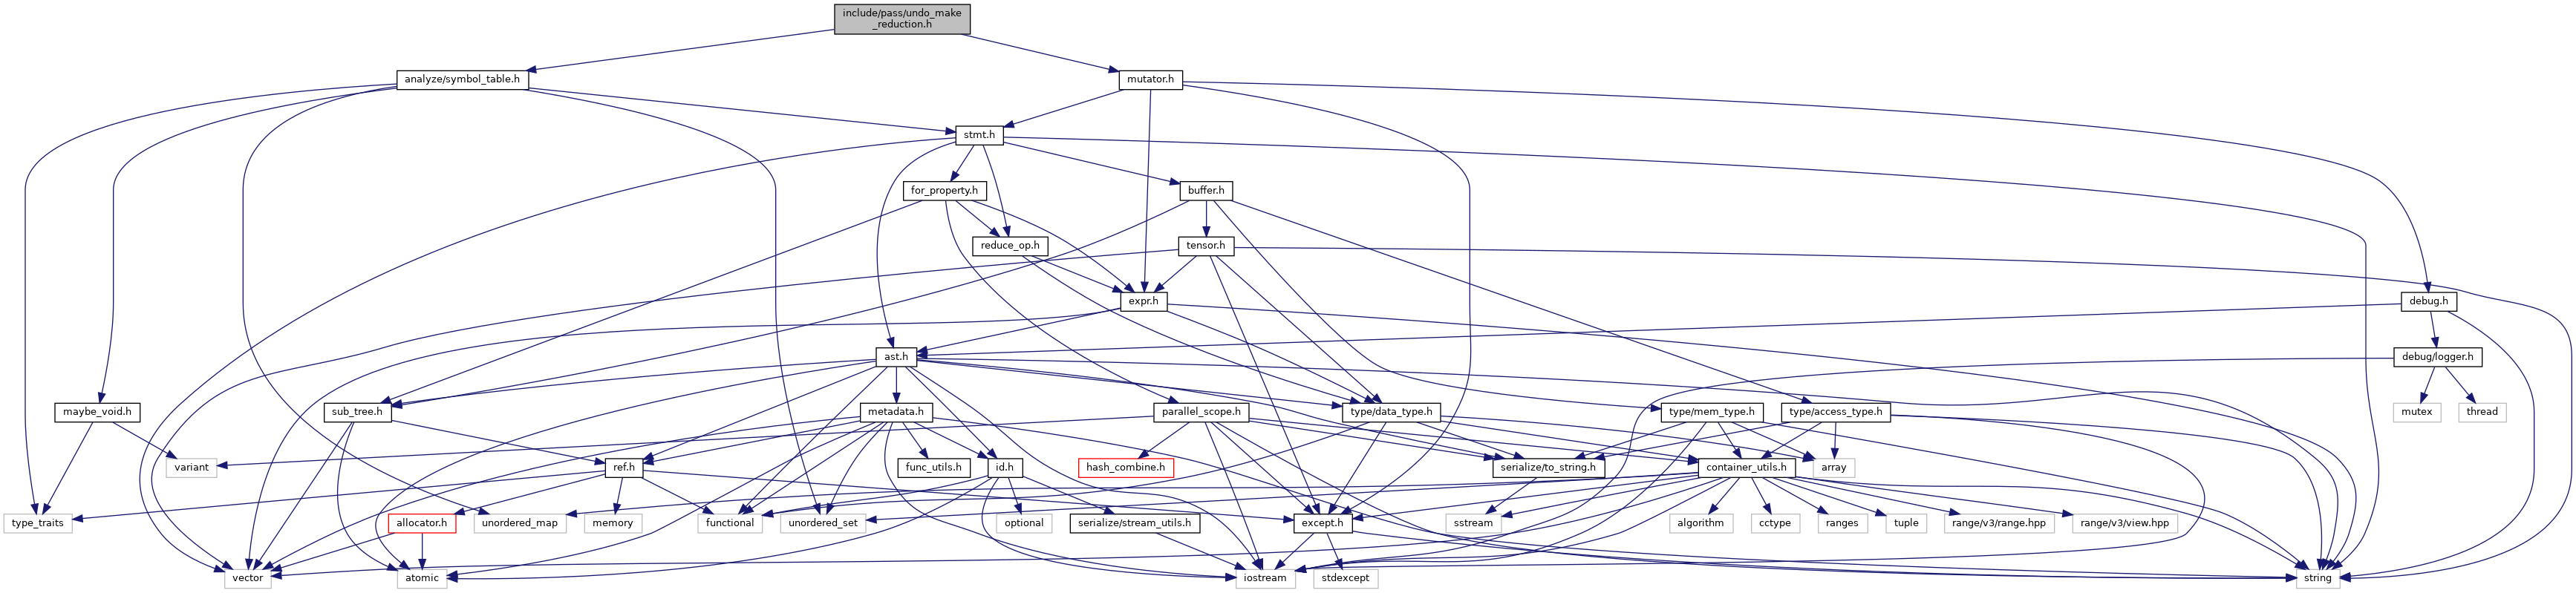 include/pass/undo_make
_reduction.h
analyze/symbol_table.h
mutator.h
stmt.h
for_property.h
buffer.h
reduce_op.h
tensor.h
expr.h
debug.h
ast.h
debug/logger.h
maybe_void.h
sub_tree.h
metadata.h
parallel_scope.h
type/data_type.h
type/mem_type.h
type/access_type.h
mutex
thread
variant
ref.h
func_utils.h
id.h
hash_combine.h
serialize/to_string.h
container_utils.h
array
type_traits
allocator.h
unordered_map
memory
functional
unordered_set
optional
serialize/stream_utils.h
except.h
sstream
algorithm
cctype
ranges
tuple
range/v3/range.hpp
range/v3/view.hpp
vector
atomic
iostream
stdexcept
string